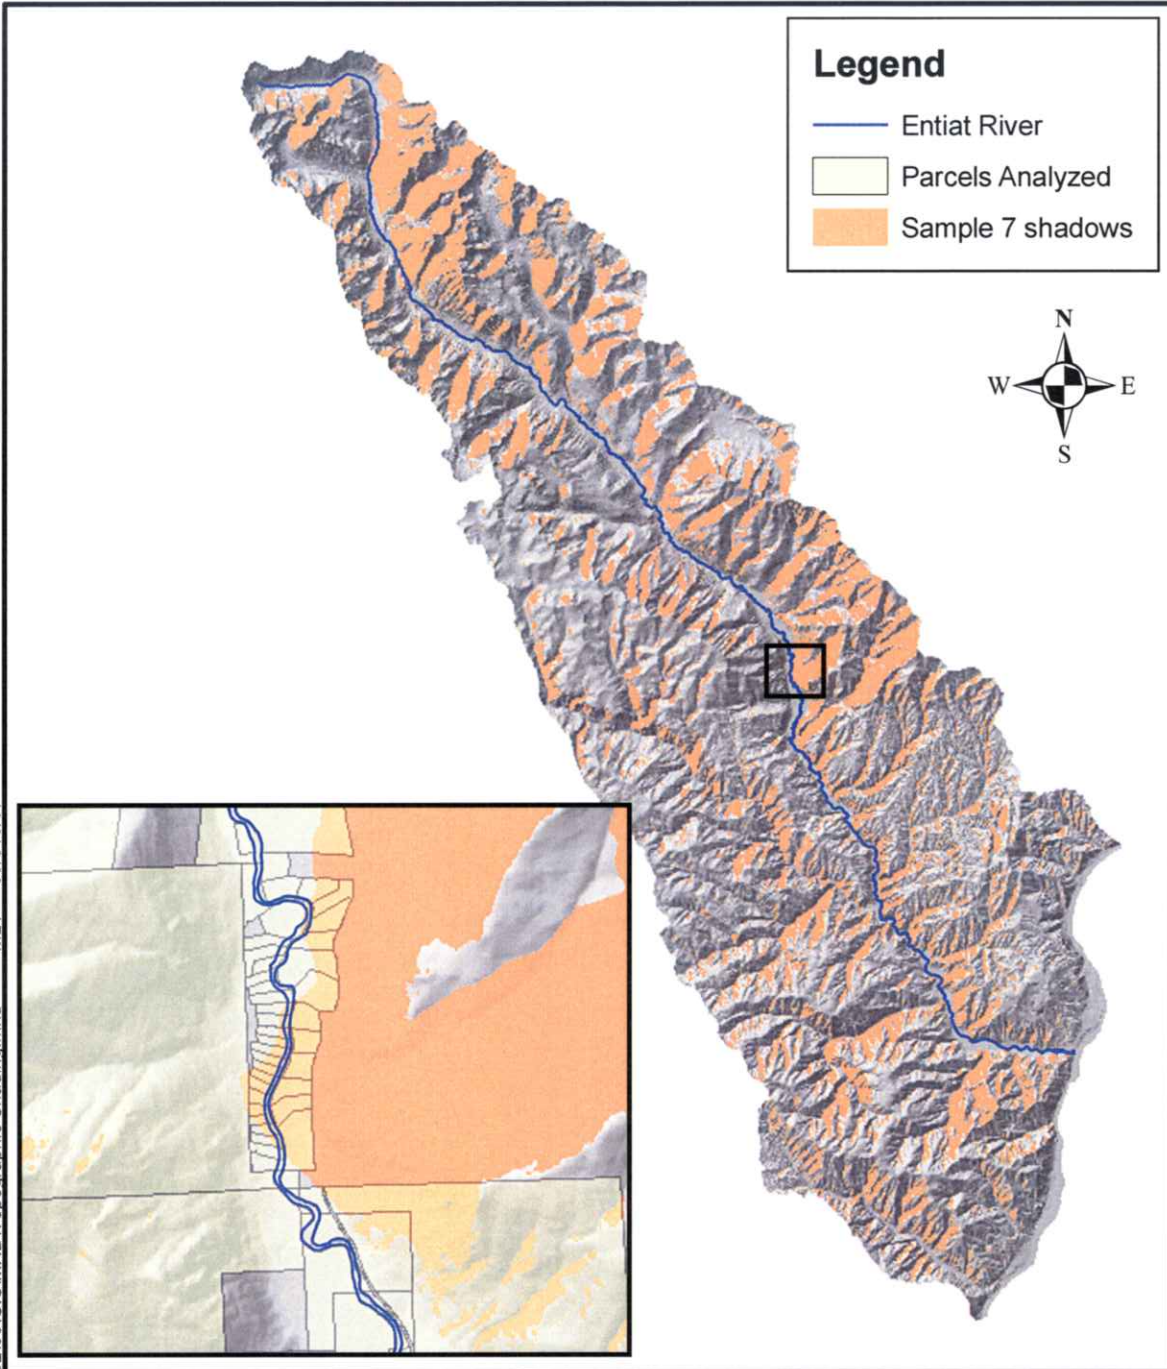 Legend
Entiat River
Parcels Analyzed
Sample 7 shadows
N
W E
S